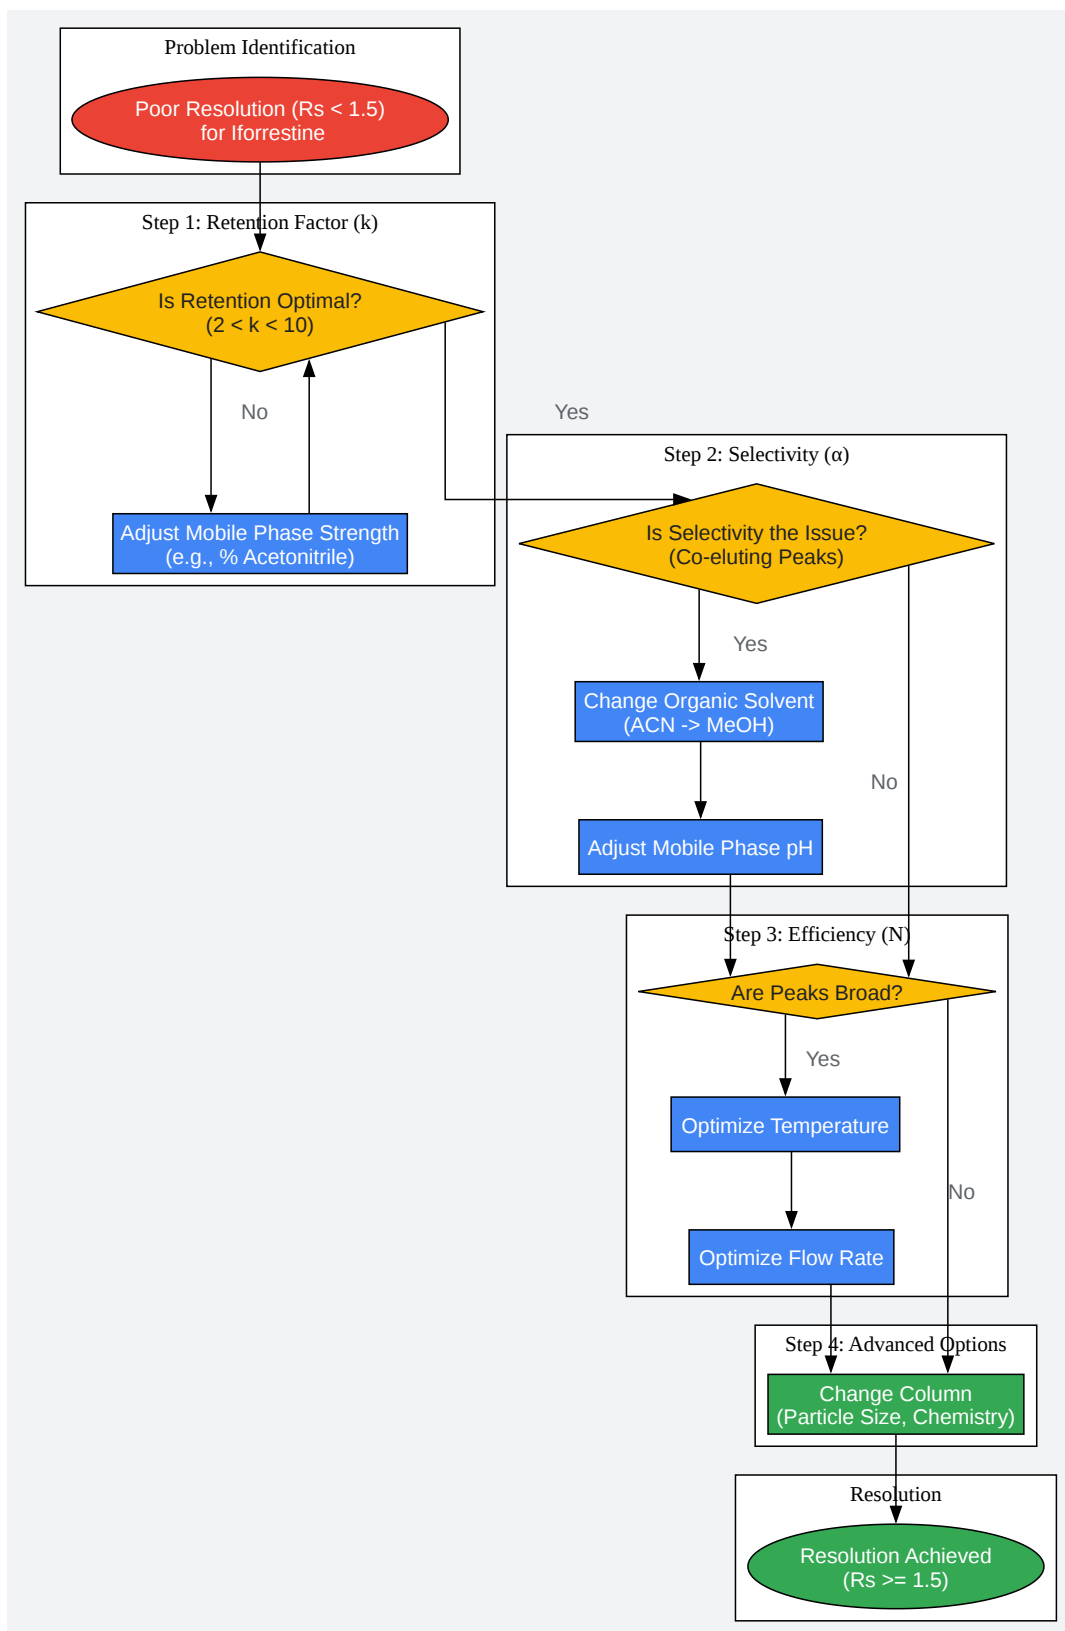 Problem Identification
Poor Resolution (Rs < 1.5)
for Iforrestine
Step 1: Retention Factor (k)
Is Retention Optimal?
(2 < k < 10)
No
Yes
Adjust Mobile Phase Strength
(e.g., % Acetonitrile)
Step 2: Selectivity (α)
Is Selectivity the Issue?
(Co-eluting Peaks)
Yes
Change Organic Solvent
(ACN -> MeOH)
No
Adjust Mobile Phase pH
Step 3: Efficiency (N)
Are Peaks Broad?
Yes
Optimize Temperature
No
Optimize Flow Rate
Step 4: Advanced Options
Change Column
(Particle Size, Chemistry)
Resolution
Resolution Achieved
(Rs >= 1.5)